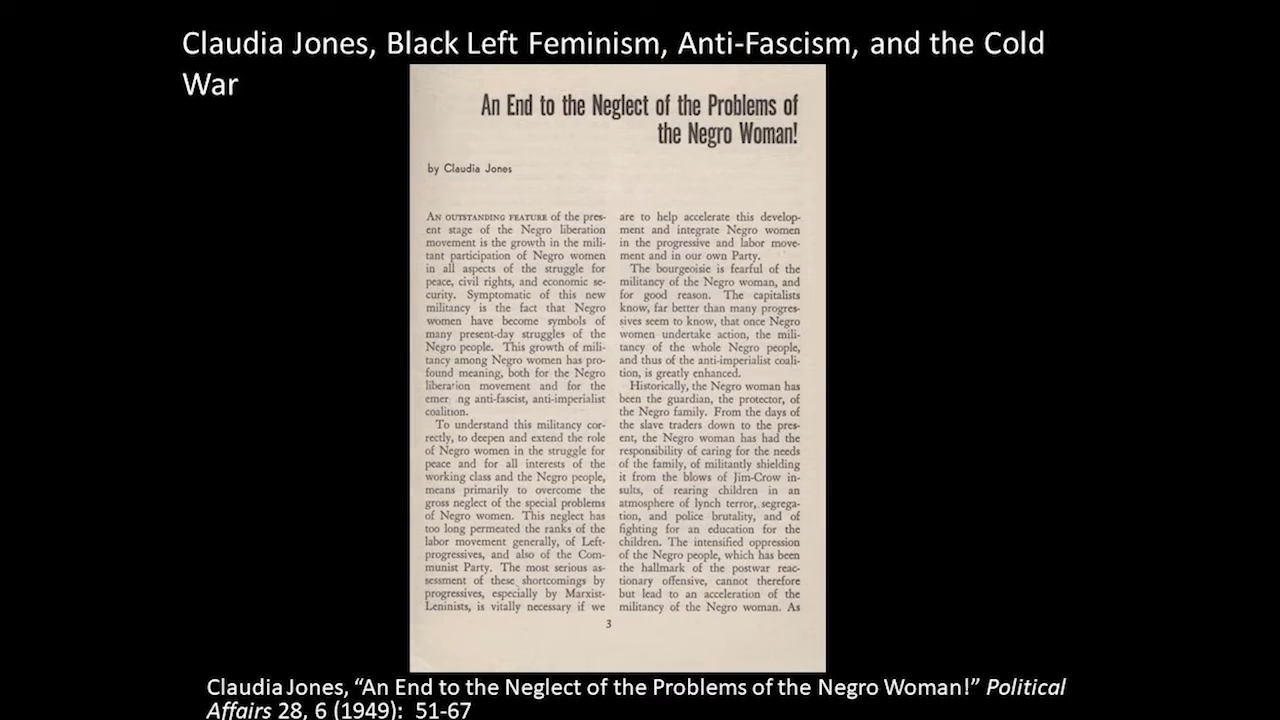 Claudia Jones, Black Left Feminism, Anti-Fascism, and the Cold
War
An End to the Neglect of the Problems of
the Negro Woman!
by Claudia Jones
AN OUTSTANDING FEATURE of the pres-
ent stage of the Negro liberation
movement is the growth in the mili-
tant participation of Negro women
in all aspects of the struggle for
peace, civil rights, and economic se-
curity. Symptomatic of this new
militancy is the fact that Negro
women have become symbols of
many present-day struggles of the
Negro people. This growth of mili-
tancy among Negro women has pro-
found meaning, both for the Negro
liberation movement and for the
emer ng anti-fascist, anti-imperialist
coalition.
To understand this militancy cor-
rectly, to deepen and extend the role
of Negro women in the struggle for
peace and for all interests of the
working class and the Negro people,
means primarily to overcome the
gross neglect of the special problems
of Negro women. This neglect has
too long permeated the ranks of the
labor movement generally, of Left-
progressives, and also of the Com-
munist Party. The most serious as-
sessment of these shortcomings by
progressives, especially by Marxist-
Leninists, is vitally necessary if we
are to help accelerate this develop-
ment and integrate Negro women
in the progressive and labor move-
ment and in our own Party.
The bourgeoisie is fearful of the
militancy of the Negro woman, and
for good reason. The capitalists
know, far better than many progres-
sives seem to know, that once Negro
women undertake action, the mili-
tancy of the whole Negro people,
and thus of the anti-imperialist coali-
tion, is greatly enhanced.
Historically, the Negro woman has
been the guardian, the protector, of
the Negro family. From the days of
the slave traders down to the pres-
ent, the Negro woman has had the
responsibility of caring for the needs
of the family, of militantly shielding
it from the blows of Jim-Crow in-
sults, of rearing children in an
atmosphere of lynch terror, segrega-
tion, and police brutality, and of
fighting for an education for the
children. The intensified oppression
of the Negro people, which has been
the hallmark of the postwar reac-
tionary offensive, cannot therefore
but lead to an acceleration of the
militancy of the Negro woman. As
3
Claudia Jones, “An End to the Neglect of the Problems of the Negro Woman!” Political
Affairs 28, 6 (1949): 51-67